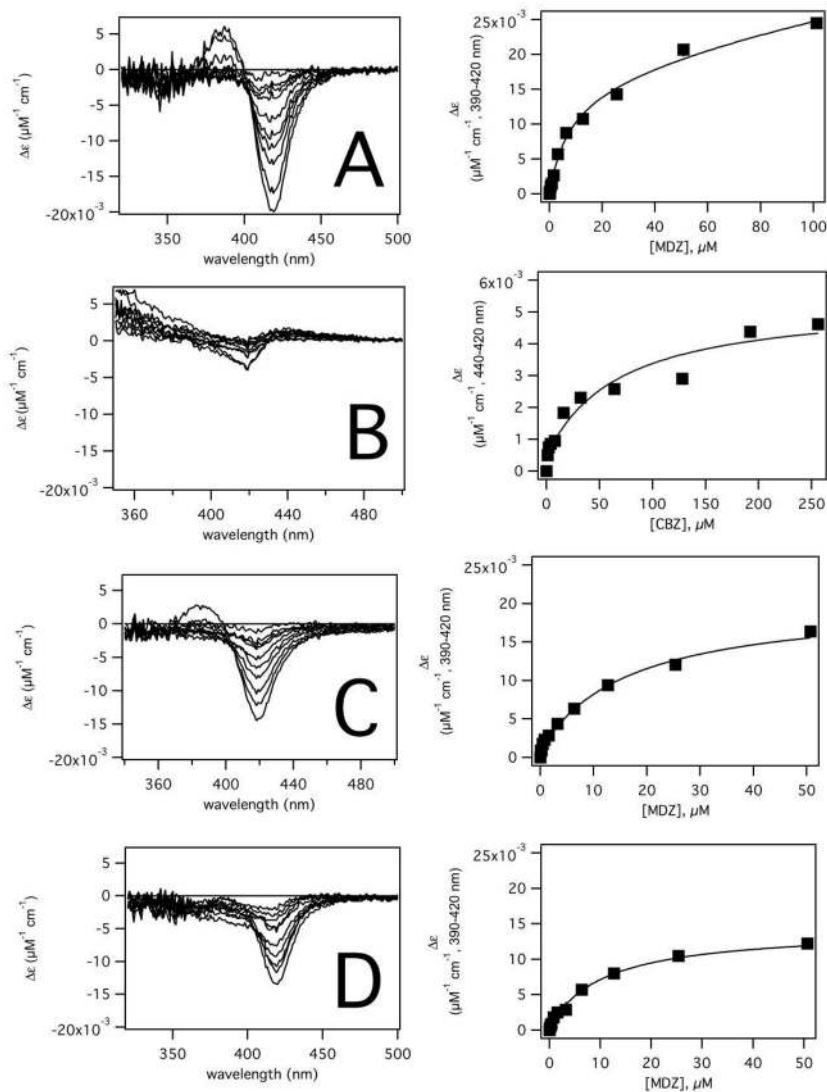 5
0
-5
-10
-15
-20x10⁻³
Δε (µM⁻¹ cm⁻¹)
A
350 400 450 500
wavelength (nm)
25x10⁻³
20
15
10
5
0
Δε
(µM⁻¹ cm⁻¹, 390-420 nm)
0 20 40 60 80 100
[MDZ], µM
5
0
-5
-10
-15
-20x10⁻³
Δε (µM⁻¹ cm⁻¹)
B
360 400 440 480
wavelength (nm)
6x10⁻³
5
4
3
2
1
0
Δε
(µM⁻¹ cm⁻¹, 440-420 nm)
0 50 100 150 200 250
[CBZ], µM
5
0
-5
-10
-15
-20x10⁻³
Δε (µM⁻¹ cm⁻¹)
C
360 400 440 480
wavelength (nm)
25x10⁻³
20
15
10
5
0
Δε
(µM⁻¹ cm⁻¹, 390-420 nm)
0 10 20 30 40 50
[MDZ], µM
5
0
-5
-10
-15
-20x10⁻³
Δε (µM⁻¹ cm⁻¹)
D
350 400 450 500
wavelength (nm)
25x10⁻³
20
15
10
5
0
Δε
(µM⁻¹ cm⁻¹, 390-420 nm)
0 10 20 30 40 50
[MDZ], µM